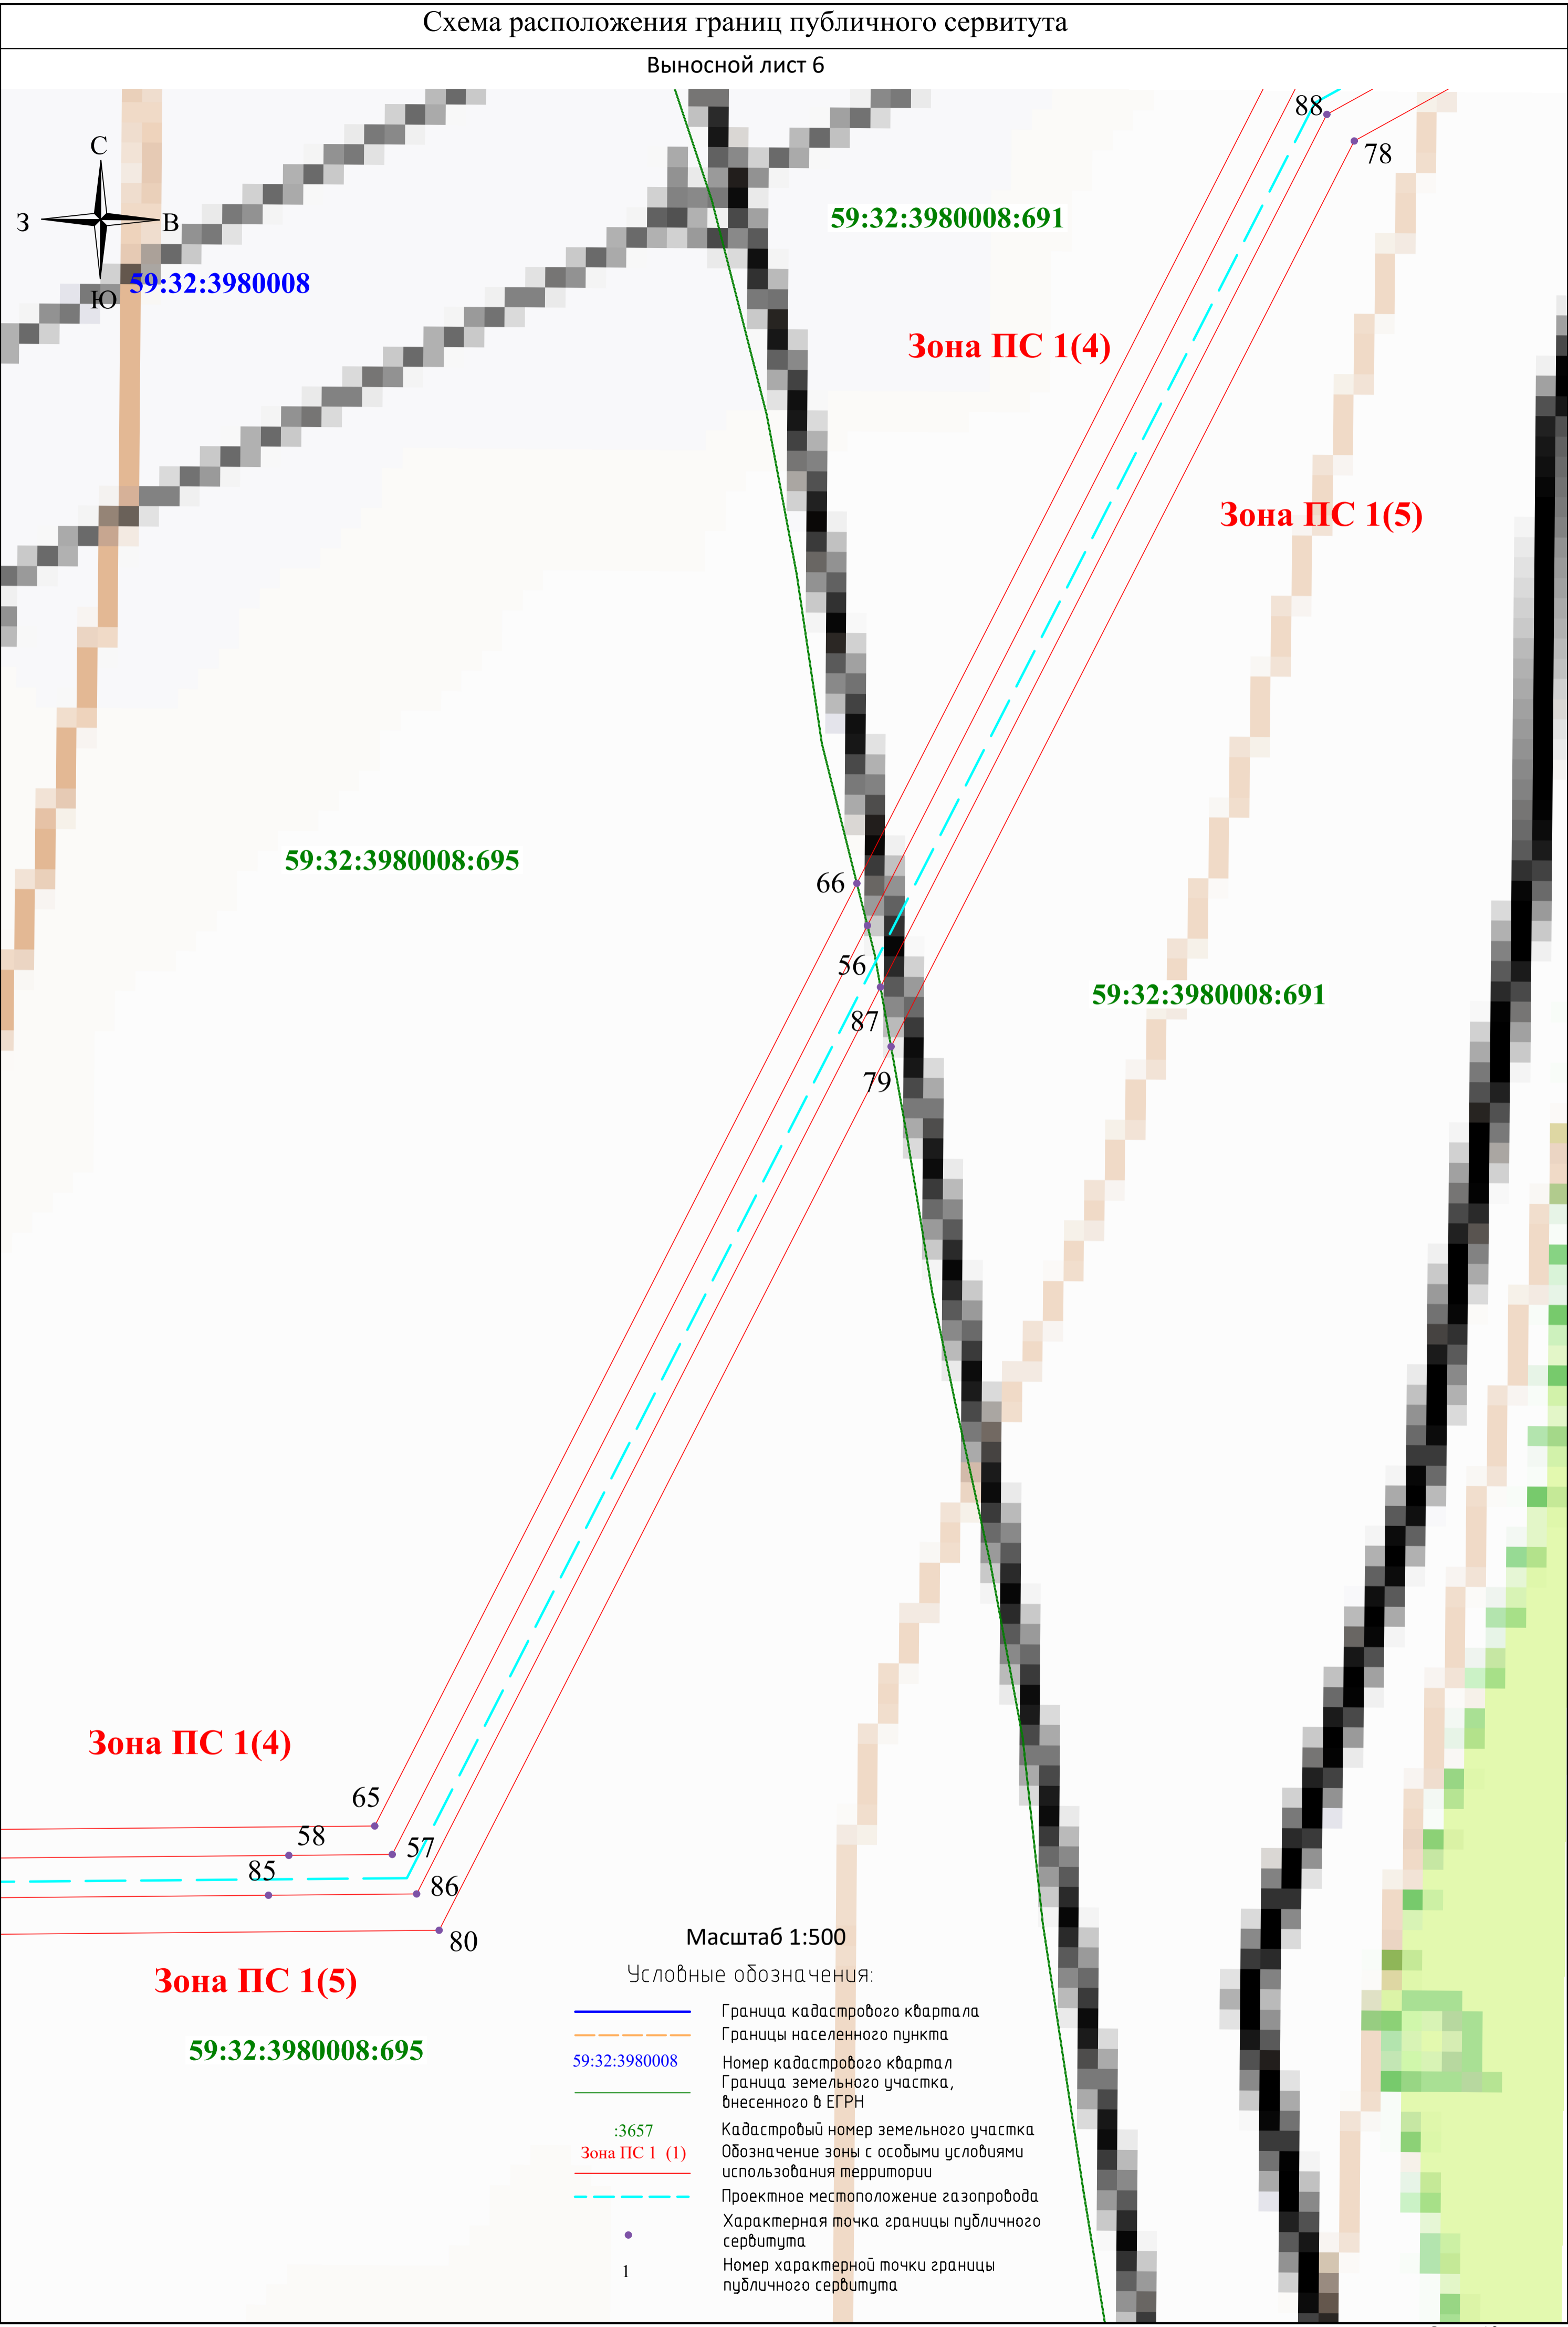 Схема расположения границ публичного сервитута
Выносной лист 6
88
78
С
З
В
Ю
59:32:3980008
59:32:3980008:691
Зона ПС 1(4)
Зона ПС 1(5)
59:32:3980008:695
66
56
59:32:3980008:691
87
79
Зона ПС 1(4)
65
58
57
85
86
80
Зона ПС 1(5)
59:32:3980008:695
Масштаб 1:500
Условные обозначения:
Граница кадастрового квартала
Границы населенного пункта
59:32:3980008
Номер кадастрового квартал
Граница земельного участка,
внесенного в ЕГРН
:3657
Кадастровый номер земельного участка
Зона ПС 1 (1)
Обозначение зоны с особыми условиями
использования территории
Проектное местоположение газопровода
Характерная точка границы публичного
сервитута
1
Номер характерной точки границы
публичного сервитута